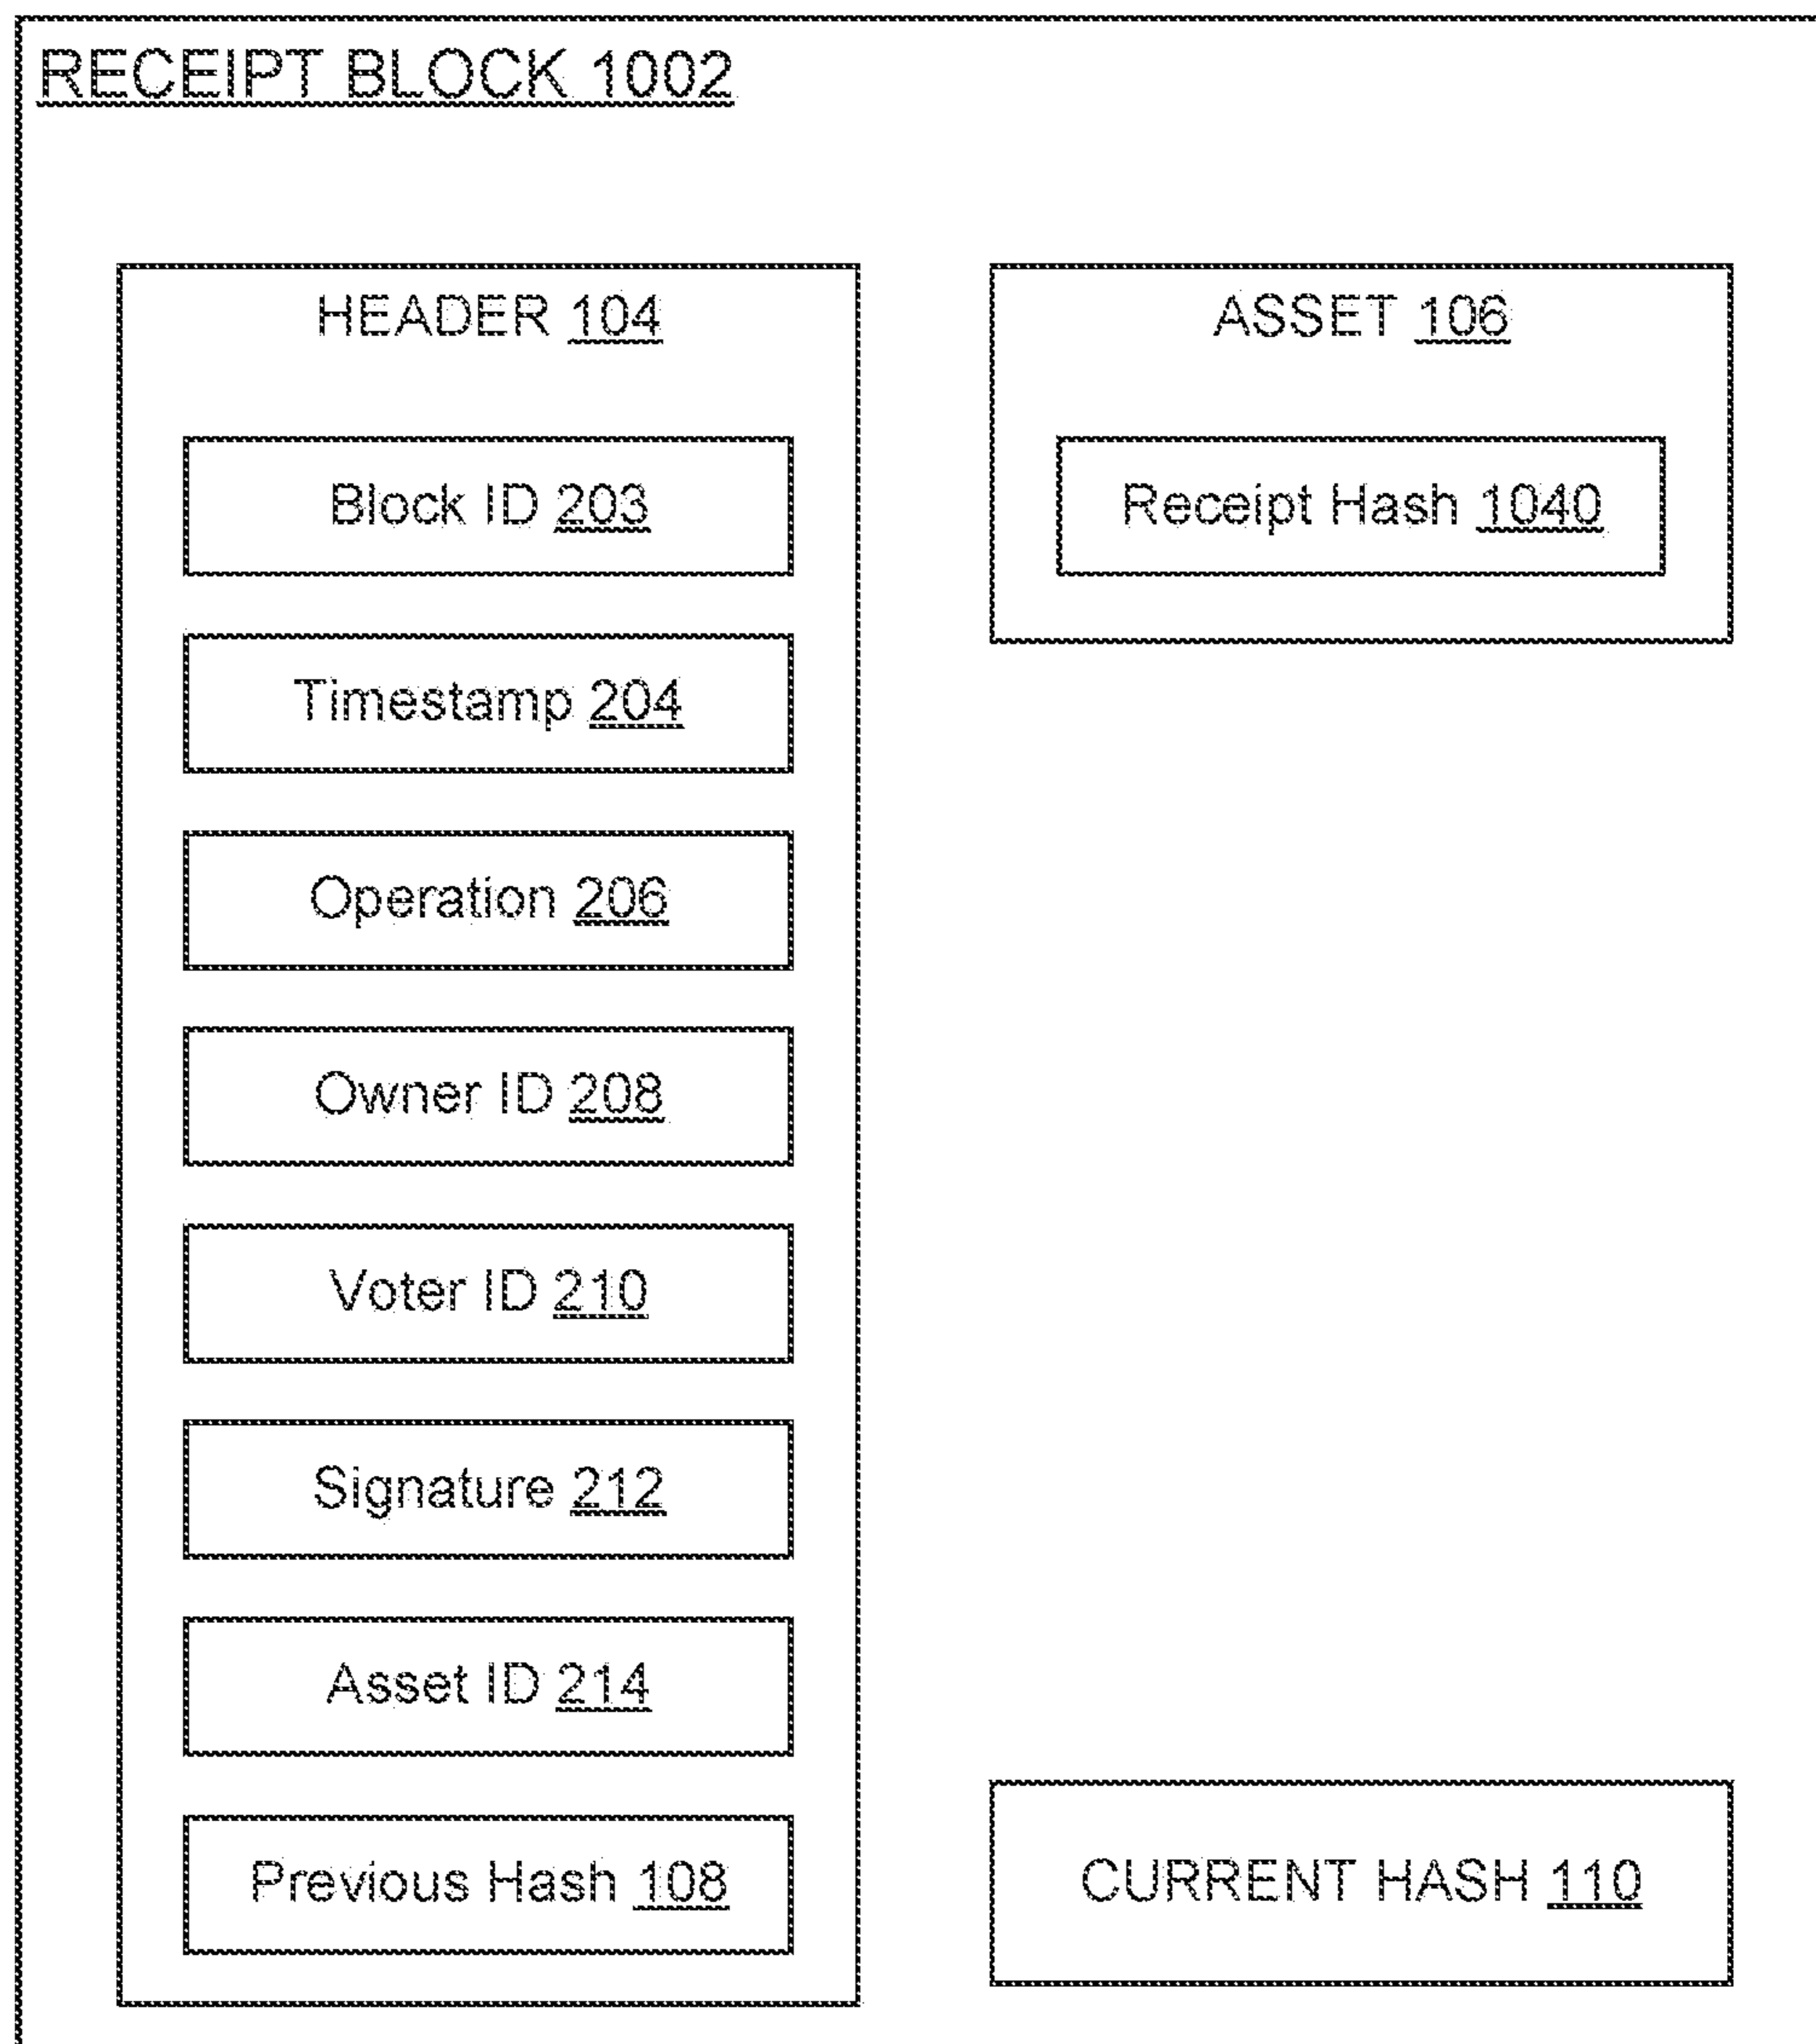 RECEIPT BLOCK 1002
HEADER 104
Block ID 203
Timestamp 204
Operation 206
Owner ID 208
Voter ID 210
Signature 212
Asset ID 214
Previous Hash 108
ASSET 106
Receipt Hash 1040
CURRENT HASH 110